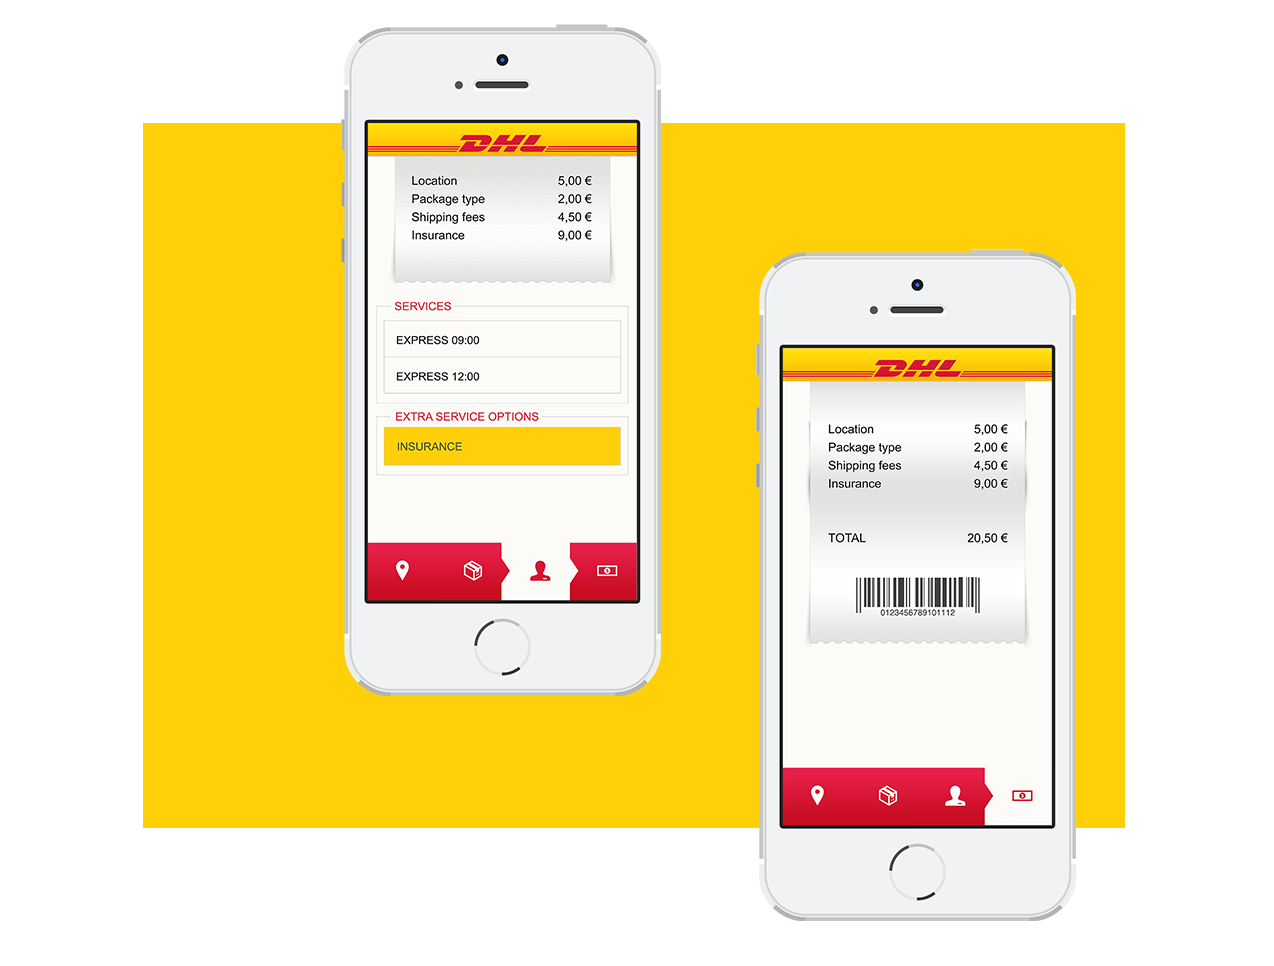 DHL
Location 5,00 €
Package type 2,00 €
Shipping fees 4,50 €
Insurance 9,00 €
SERVICES
EXPRESS 09:00
EXPRESS 12:00
EXTRA SERVICE OPTIONS
INSURANCE
DHL
Location 5,00 €
Package type 2,00 €
Shipping fees 4,50 €
Insurance 9,00 €
TOTAL 20,50 €
0123456789101112